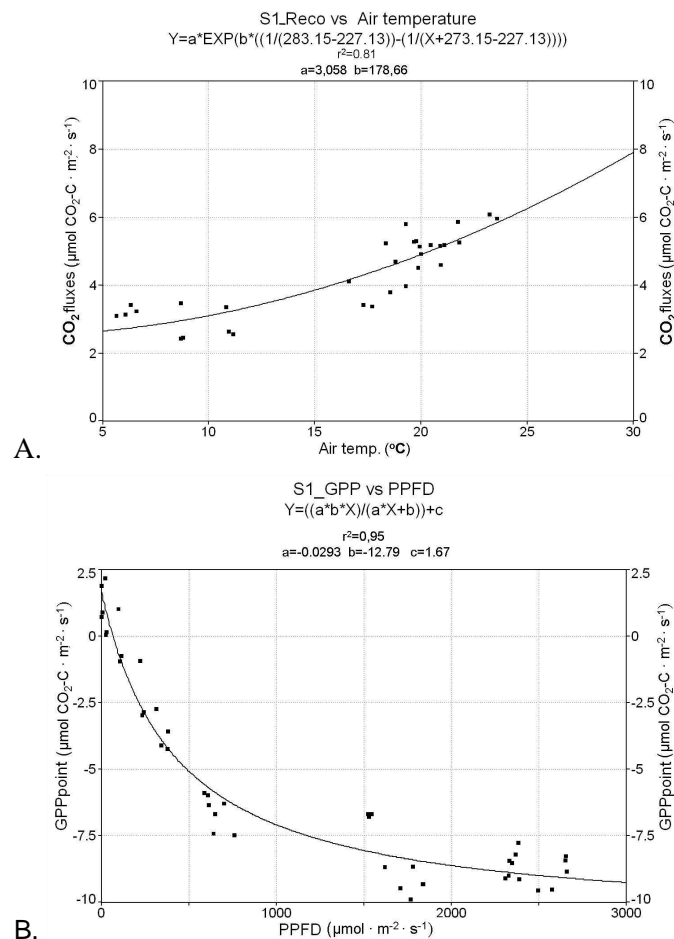 S1_Reco vs Air temperature
Y=a*EXP(b*((1/(283.15-227.13))-(1/(X+273.15-227.13))))
r²=0.81
a=3,058 b=178,66
10
8
6
4
2
0
CO₂ fluxes (µmol CO₂-C · m⁻² · s⁻¹)
10
8
6
4
2
0
CO₂ fluxes (µmol CO₂-C · m⁻² · s⁻¹)
5
10
15
20
25
30
Air temp. (ºC)
A.
S1_GPP vs PPFD
Y=((a*b*X)/(a*X+b))+c
r²=0,95
a=-0.0293 b=-12.79 c=1.67
2.5
0
-2.5
-5
-7.5
-10
GPPpoint (µmol CO₂-C · m⁻² · s⁻¹)
2.5
0
-2.5
-5
-7.5
-10
GPPpoint (µmol CO₂-C · m⁻² · s⁻¹)
0
1000
2000
3000
PPFD (µmol · m⁻² · s⁻¹)
B.